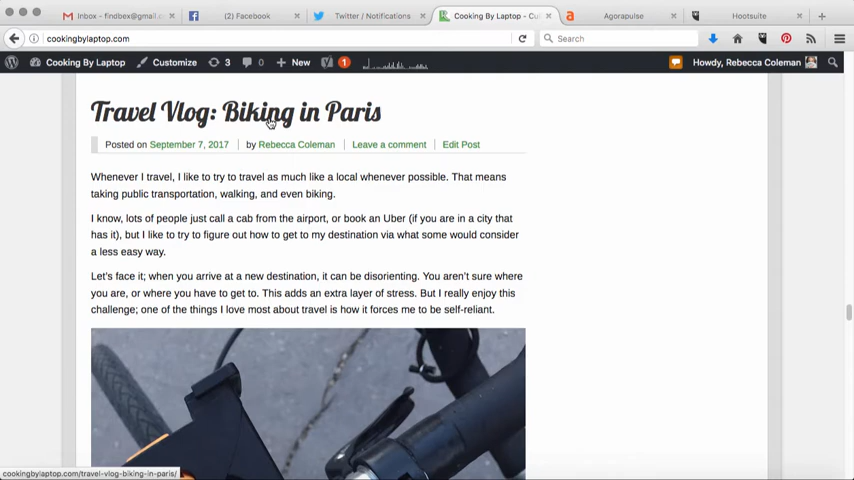 Inbox - findbex@gmail.c
(2) Facebook
Twitter / Notifications
Cooking By Laptop - Cu
Agorapulse
Hootsuite
cookingbylaptop.com
Search
Cooking By Laptop
Customize
3
0
New
1
Howdy, Rebecca Coleman
Travel Vlog: Biking in Paris
Posted on September 7, 2017 by Rebecca Coleman Leave a comment Edit Post
Whenever I travel, I like to try to travel as much like a local whenever possible. That means
taking public transportation, walking, and even biking.
I know, lots of people just call a cab from the airport, or book an Uber (if you are in a city that
has it), but I like to try to figure out how to get to my destination via what some would consider
a less easy way.
Let's face it; when you arrive at a new destination, it can be disorienting. You aren't sure where
you are, or where you have to get to. This adds an extra layer of stress. But I really enjoy this
challenge; one of the things I love most about travel is how it forces me to be self-reliant.
cookingbylaptop.com/travel-vlog-biking-in-paris/